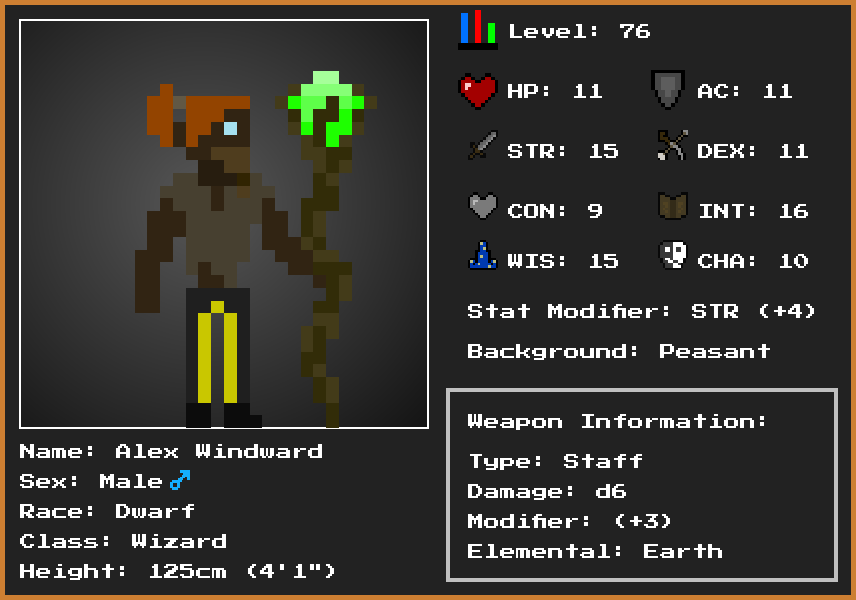 Level: 76
HP: 11 AC: 11
STR: 15 DEX: 11
CON: 9 INT: 16
WIS: 15 CHA: 10
Stat Modifier: STR (+4)
Background: Peasant
Weapon Information:
Type: Staff
Damage: d6
Modifier: (+3)
Elemental: Earth
Name: Alex Windward
Sex: Male ♂
Race: Dwarf
Class: Wizard
Height: 125cm (4'1")